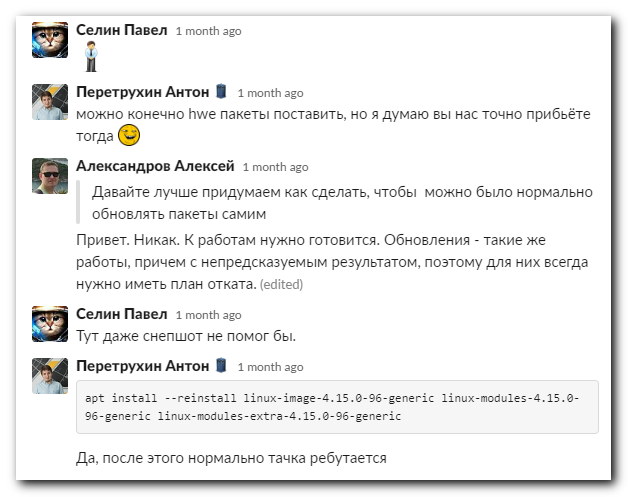 Селин Павел 1 month ago
Перетрухин Антон 1 month ago
можно конечно hwe пакеты поставить, но я думаю вы нас точно прибьёте
тогда
Александров Алексей 1 month ago
Давайте лучше придумаем как сделать, чтобы можно было нормально
обновлять пакеты самим
Привет. Никак. К работам нужно готовится. Обновления - такие же
работы, причем с непредсказуемым результатом, поэтому для них всегда
нужно иметь план отката. (edited)
Селин Павел 1 month ago
Тут даже снепшот не помог бы.
Перетрухин Антон 1 month ago
apt install --reinstall linux-image-4.15.0-96-generic linux-modules-4.15.0-
96-generic linux-modules-extra-4.15.0-96-generic
Да, после этого нормально тачка ребутается